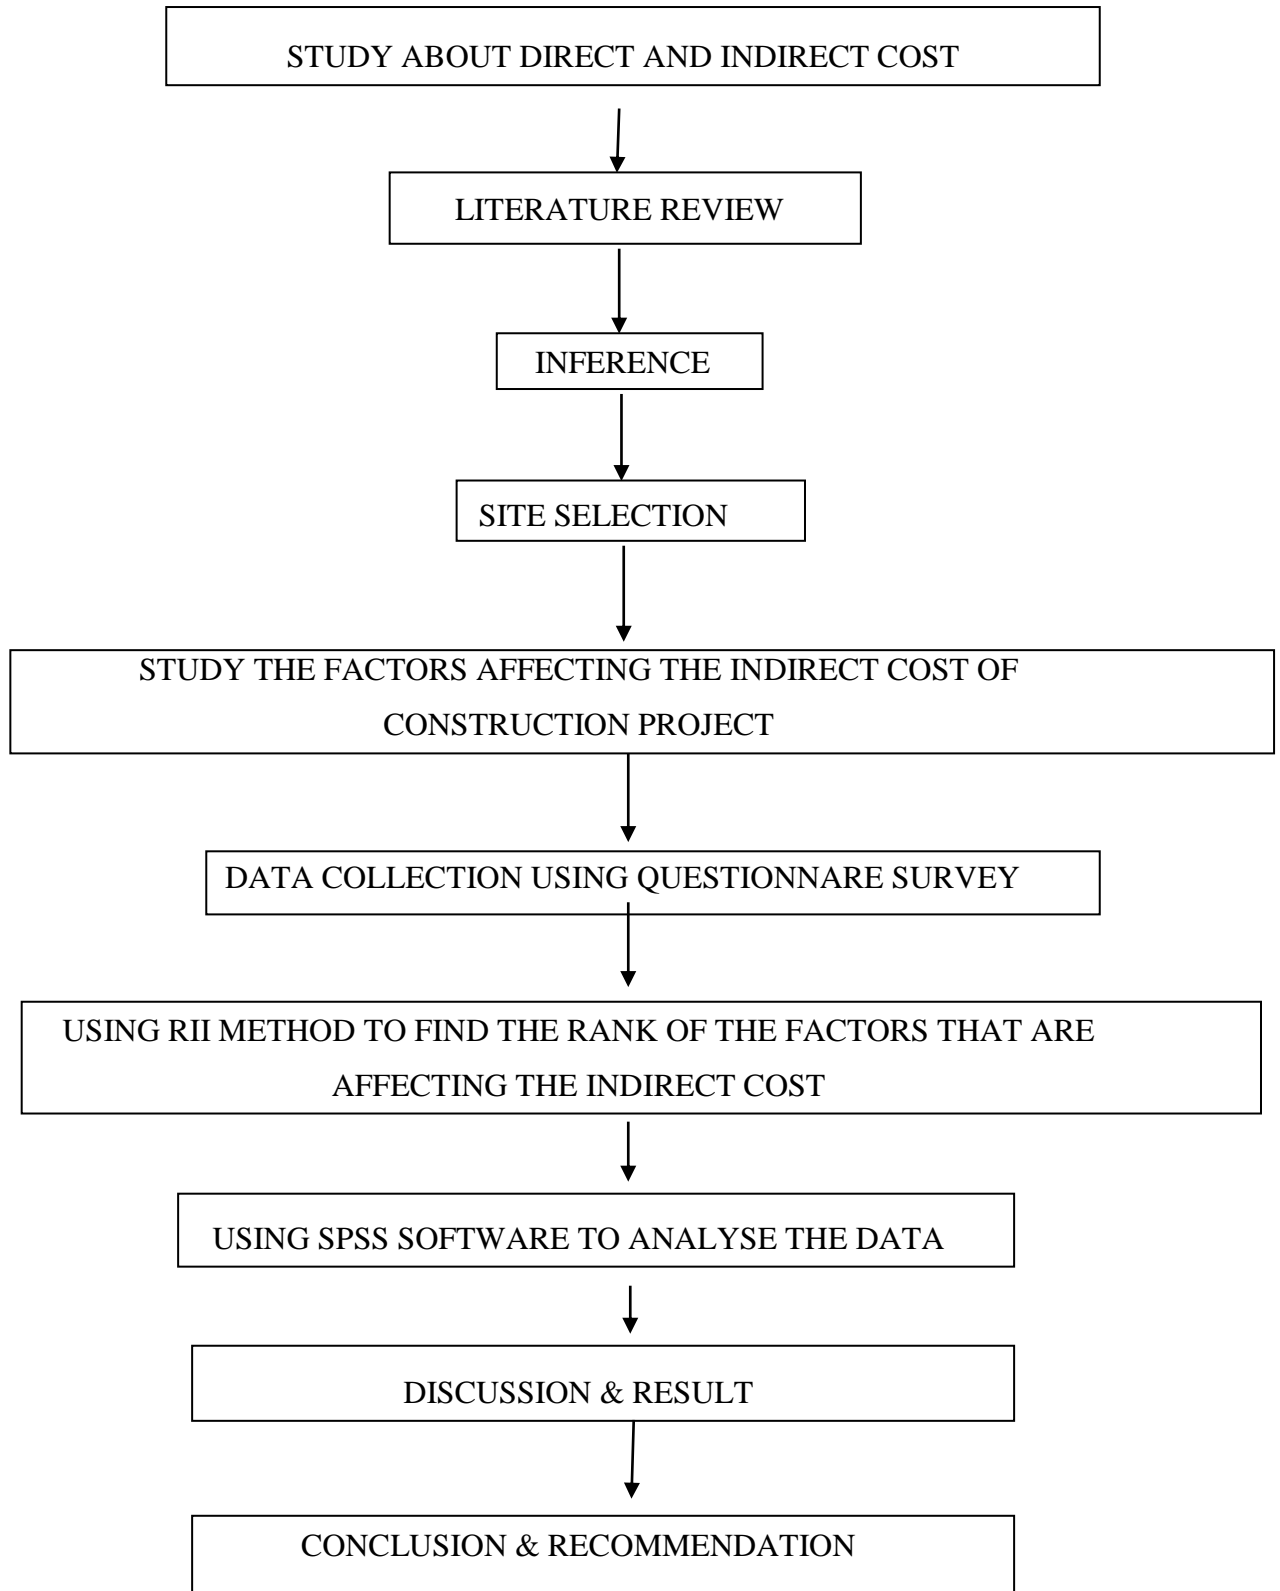 STUDY ABOUT DIRECT AND INDIRECT COST
LITERATURE REVIEW
INFERENCE
SITE SELECTION
STUDY THE FACTORS AFFECTING THE INDIRECT COST OF
CONSTRUCTION PROJECT
DATA COLLECTION USING QUESTIONNARE SURVEY
USING RII METHOD TO FIND THE RANK OF THE FACTORS THAT ARE
AFFECTING THE INDIRECT COST
USING SPSS SOFTWARE TO ANALYSE THE DATA
DISCUSSION & RESULT
CONCLUSION & RECOMMENDATION